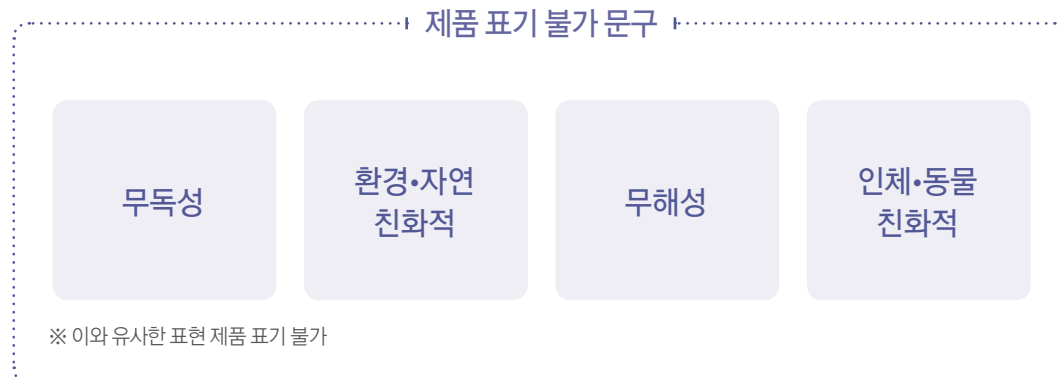 제품 표기 불가 문구
무독성
환경•자연
친화적
무해성
인체•동물
친화적
※ 이와 유사한 표현 제품 표기 불가